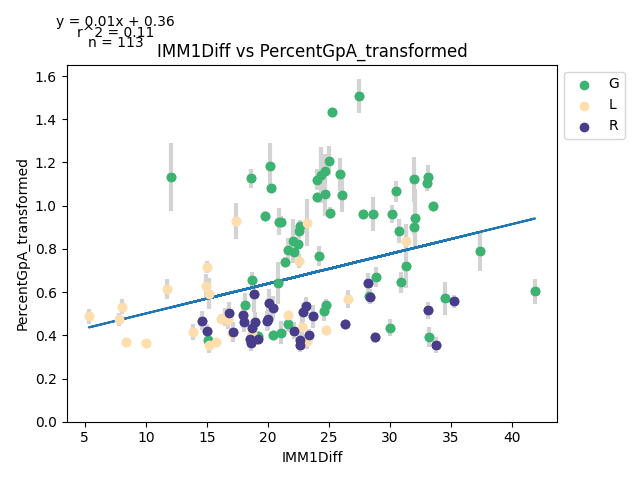 y = 0.01x + 0.36
r^2 = 0.11
n = 113
IMM1Diff vs PercentGpA_transformed
G
L
R
PercentGpA_transformed
1.6
1.4
1.2
1.0
0.8
0.6
0.4
0.2
0.0
5 10 15 20 25 30 35 40
IMM1Diff